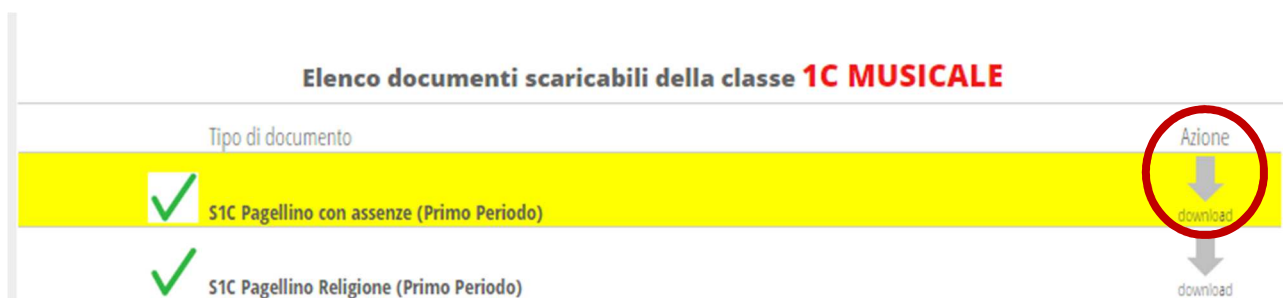 Elenco documenti scaricabili della classe 1C MUSICALE
Tipo di documento Azione
S1C Pagellino con assenze (Primo Periodo) download
S1C Pagellino Religione (Primo Periodo) download